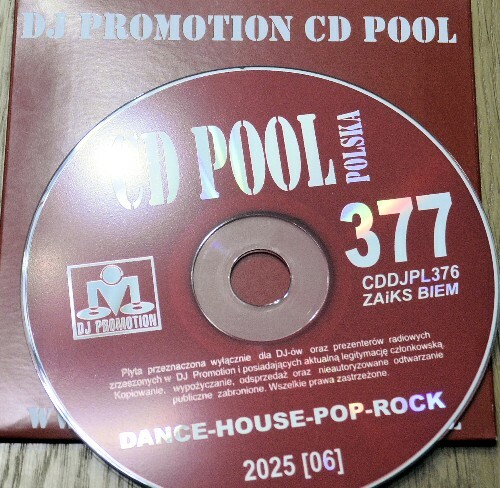 DJ PROMOTION CD POOL
CD POOL
POLSKA
377
CDDJPL376
ZAiKS BIEM
DJ PROMOTION
Płyta przeznaczona wyłącznie dla DJ-ów oraz prezenterów radiowych
zrzeszonych w DJ Promotion i posiadających aktualną legitymację członkowską.
Kopiowanie, wypożyczanie, odsprzedaż oraz nieautoryzowane odtwarzanie
publiczne zabronione. Wszelkie prawa zastrzeżone.
DANCE-HOUSE-POP-ROCK
2025 [06]